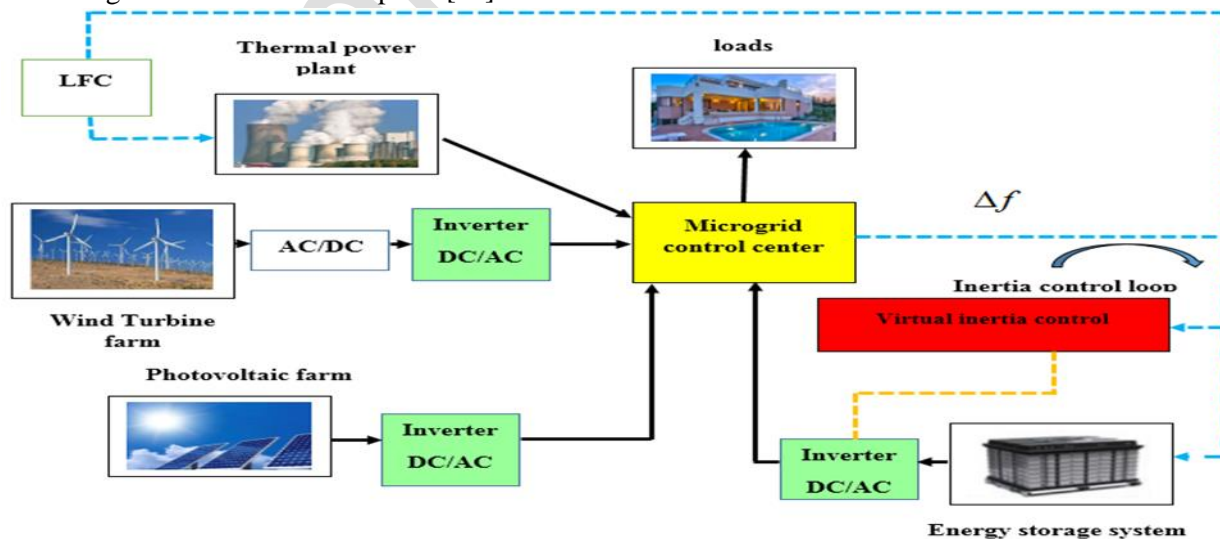 Thermal power
plant
loads
LFC
Inverter
DC/AC
AC/DC
Microgrid
control center
Δf
Inertia control loop
Virtual inertia control
Wind Turbine
farm
Photovoltaic farm
Inverter
DC/AC
Inverter
DC/AC
Energy storage system